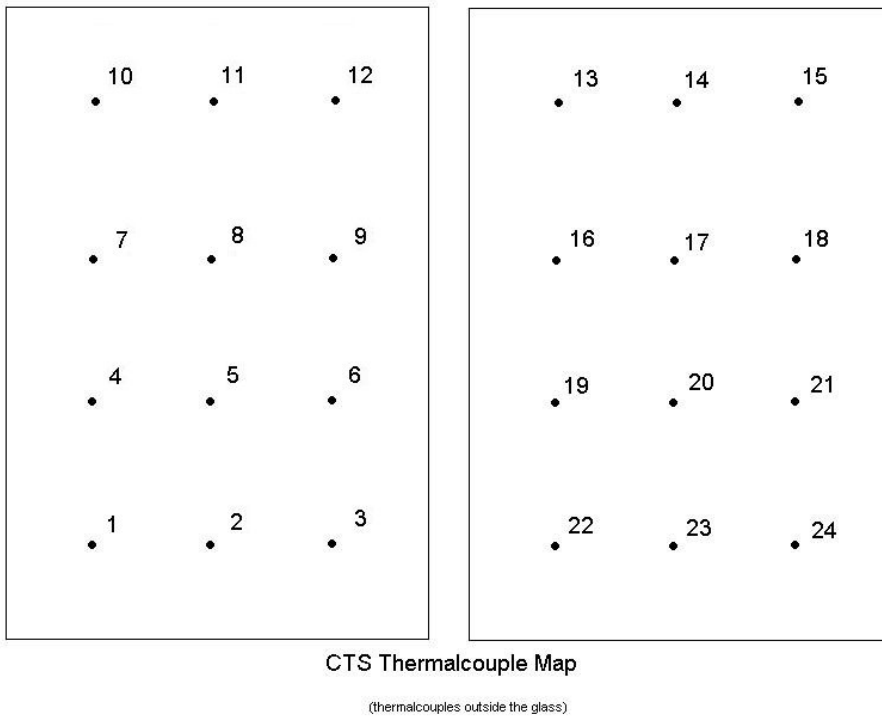 10 11 12 13 14 15
7 8 9 16 17 18
4 5 6 19 20 21
1 2 3 22 23 24
CTS Thermalcouple Map
(thermalcouples outside the glass)